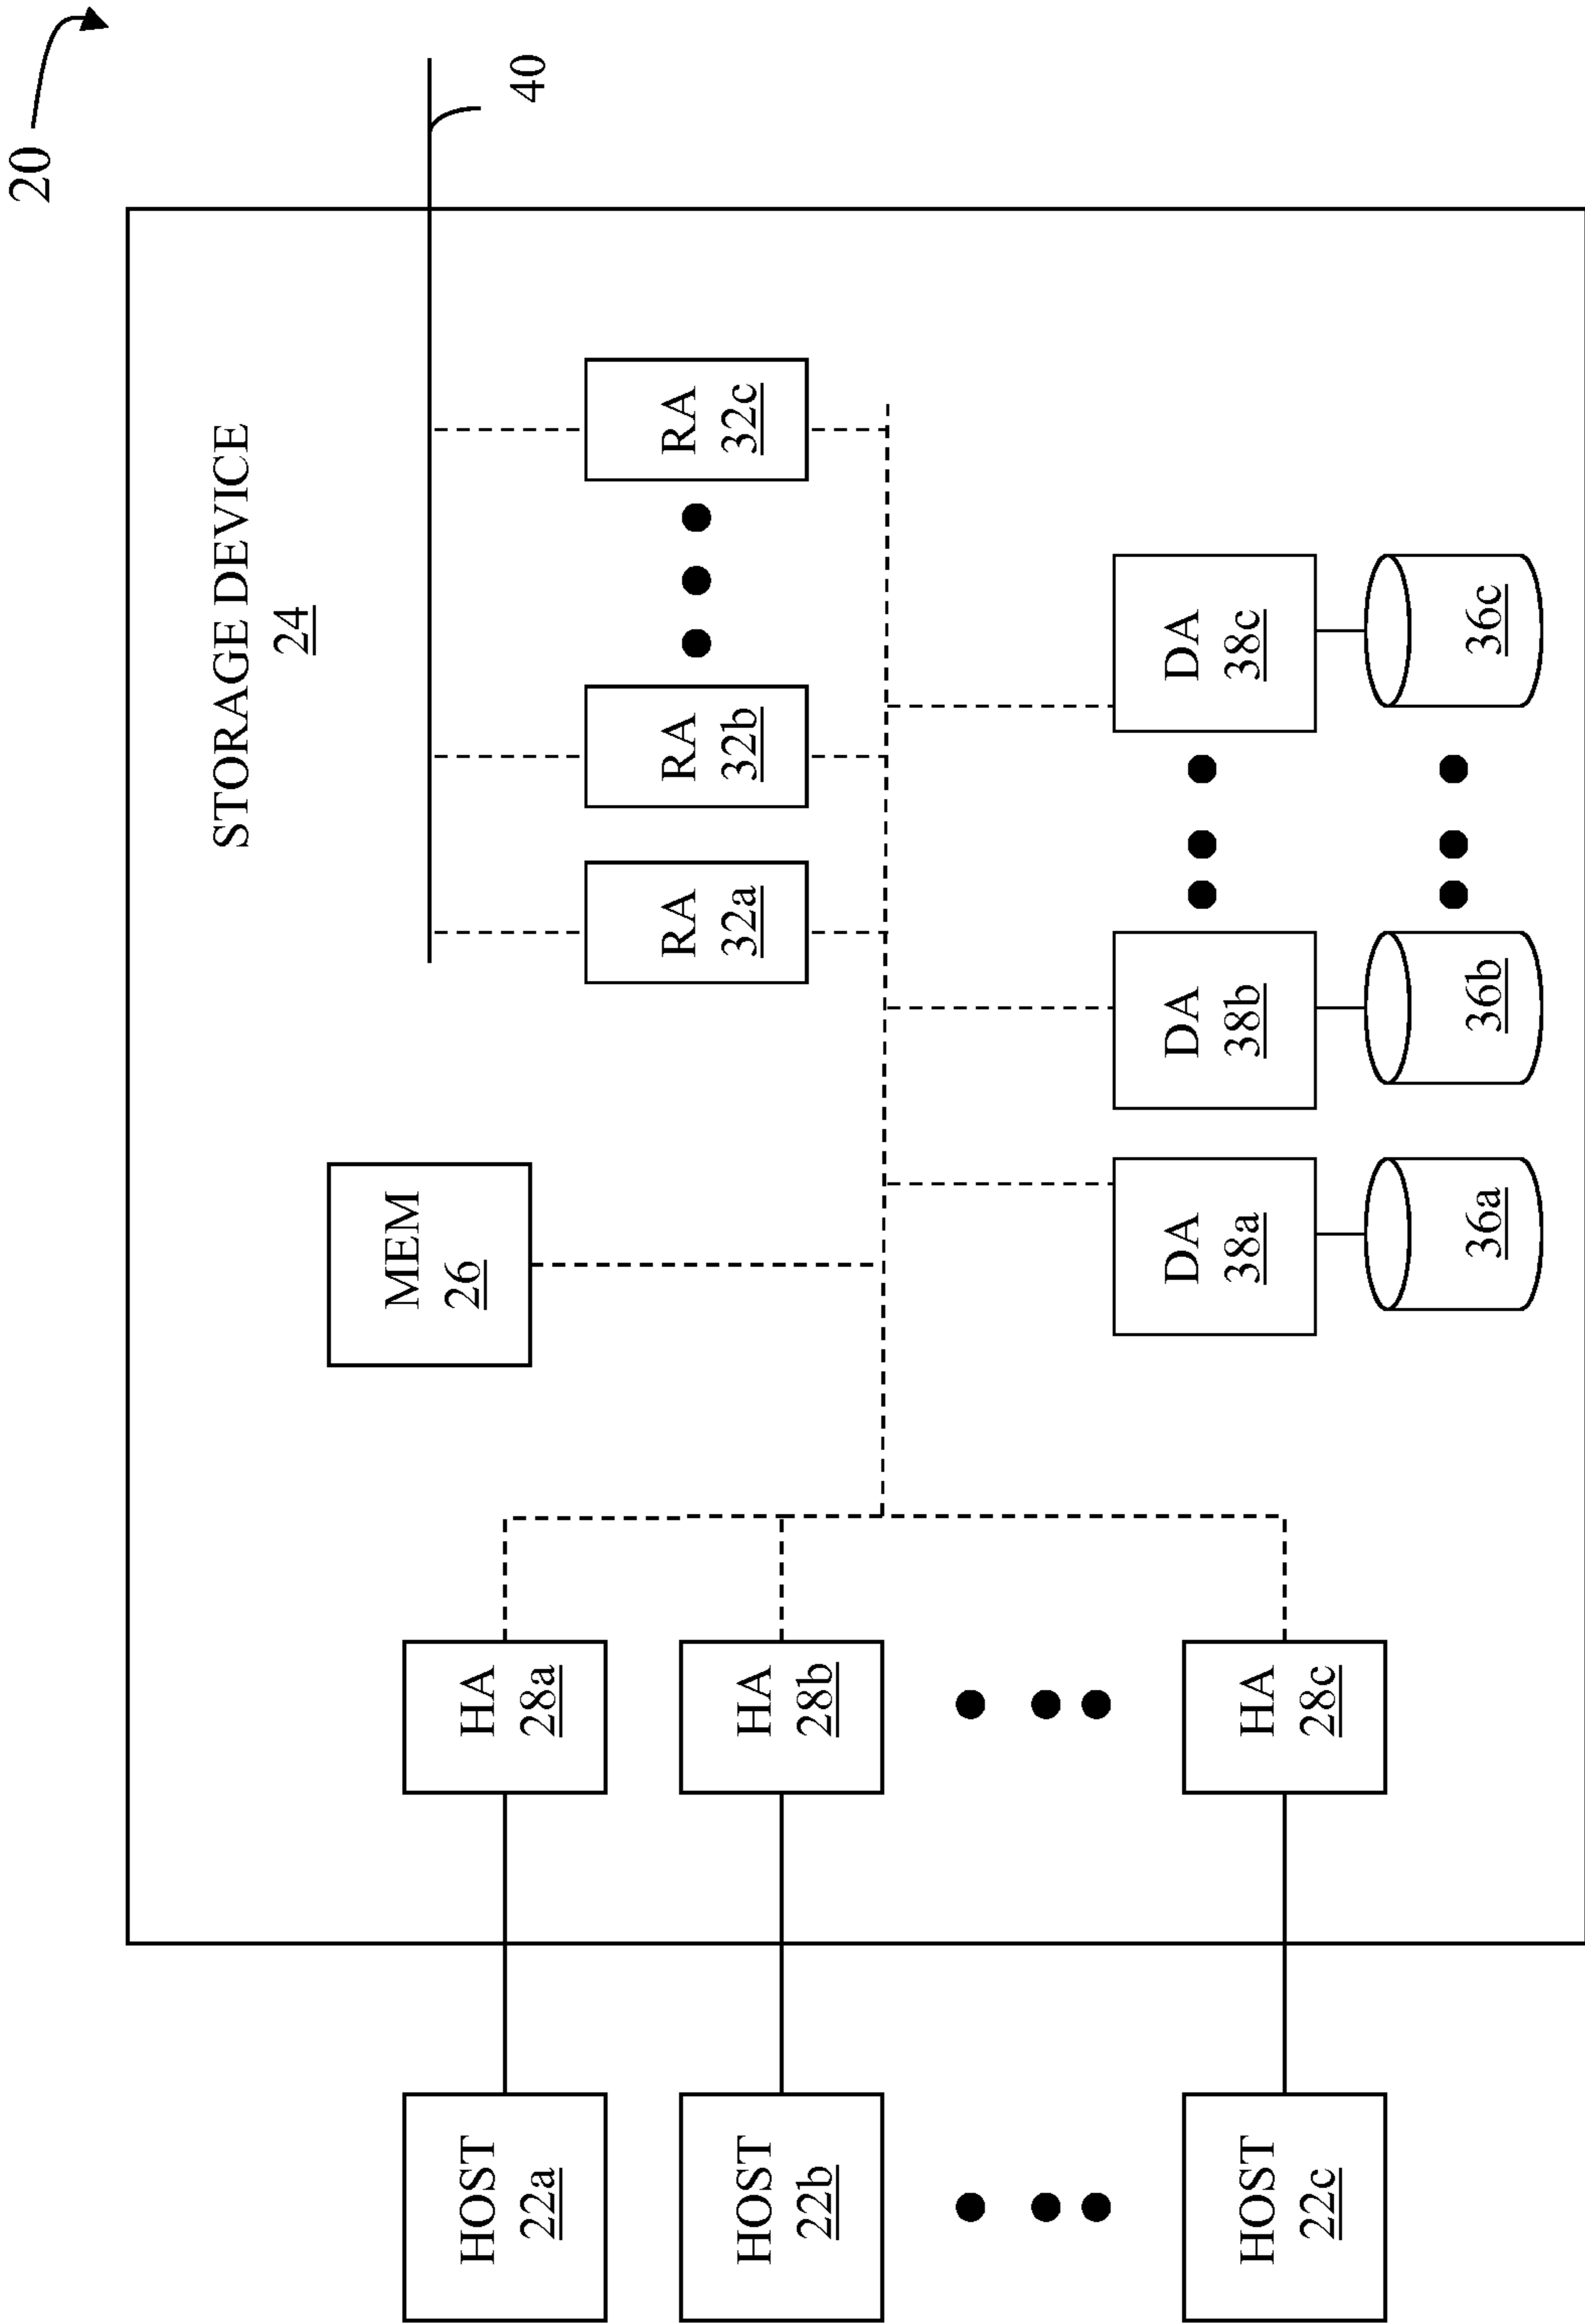 20
40
STORAGE DEVICE
24
MEM
26
RA
32a
RA
32b
RA
32c
HOST
22a
HA
28a
HOST
22b
HA
28b
HOST
22c
HA
28c
DA
38a
DA
38b
DA
38c
36a
36b
36c